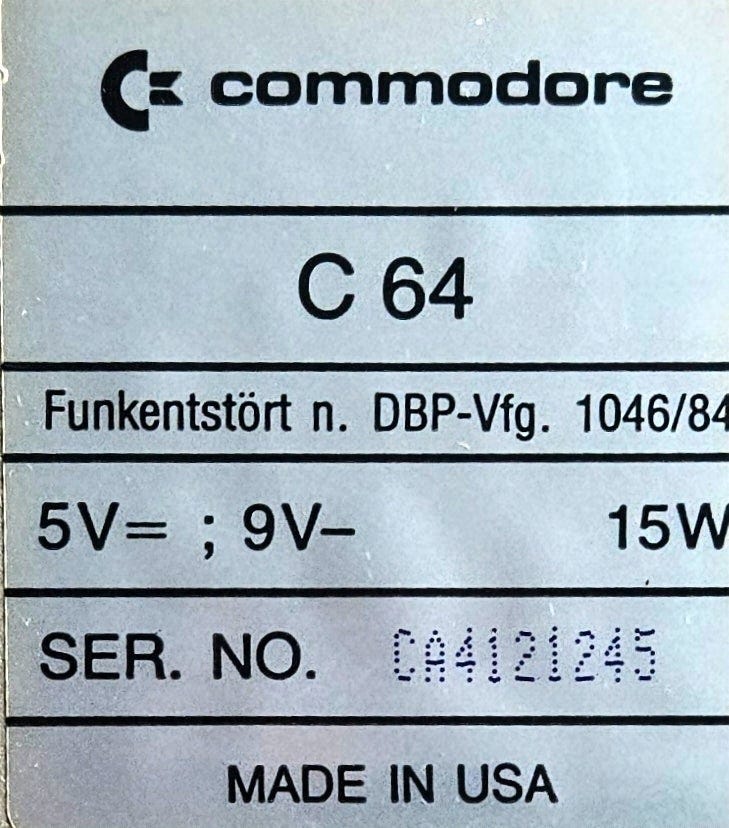 commodore
C 64
Funkentstört n. DBP-Vfg. 1046/84
5V= ; 9V– 15W
SER. NO. CA4121245
MADE IN USA